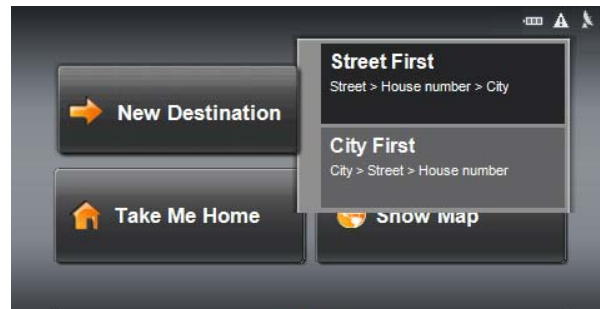 Street First
Street > House number > City
New Destination
City First
City > Street > House number
Take Me Home
Show Map